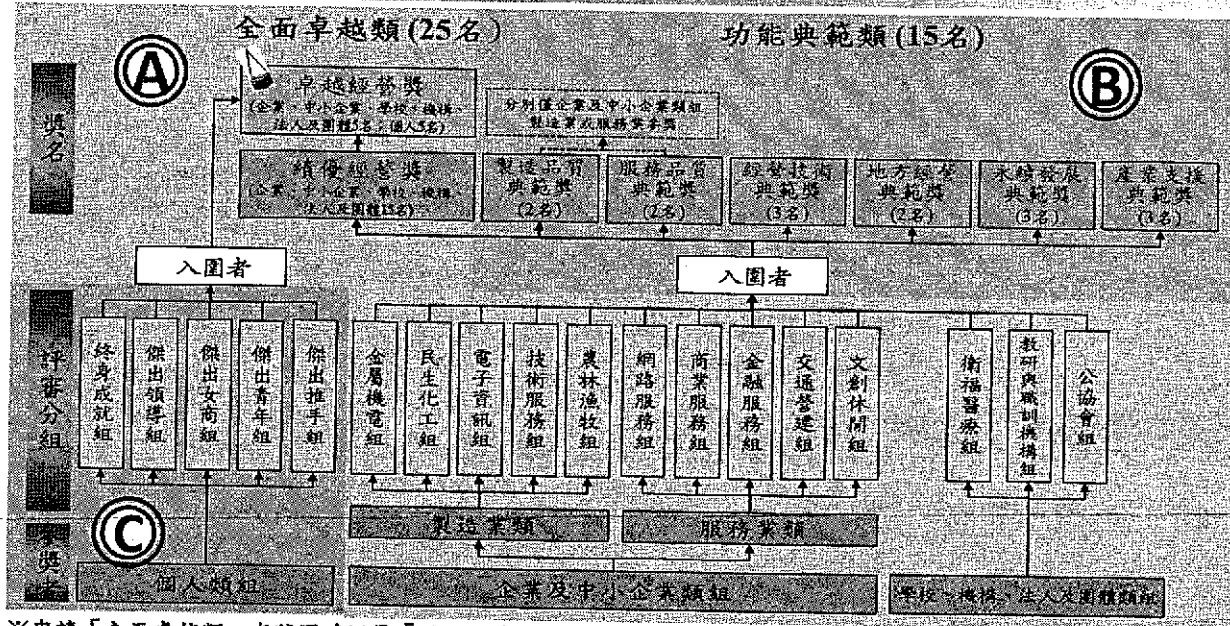 全面卓越類(25名)
功能典範類(15名)
A
B
獎名
卓越經營獎
(企業、中小企業、學校、機構、
法人及團體5名；個人5名)
分別僅企業及中小企業類組
製造業或服務業參獎
績優經營獎
(企業、中小企業、學校、機構、
法人及團體15名)
製造品質
典範獎
(2名)
服務品質
典範獎
(2名)
經營技術
典範獎
(3名)
地方經營
典範獎
(2名)
永續發展
典範獎
(3名)
產業支援
典範獎
(3名)
入圍者
入圍者
評審分組
終身成就組
傑出領導組
傑出女商組
傑出青年組
傑出推手組
金屬機電組
民生化工組
電子資訊組
技術服務組
農林漁牧組
網路服務組
商業服務組
金融服務組
交通營建組
文創休閒組
衛福醫療組
教研與職訓機構組
公協會組
C
製造業類
服務業類
獎者
個人類組
企業及中小企業類組
學校、機構、法人及團體類組